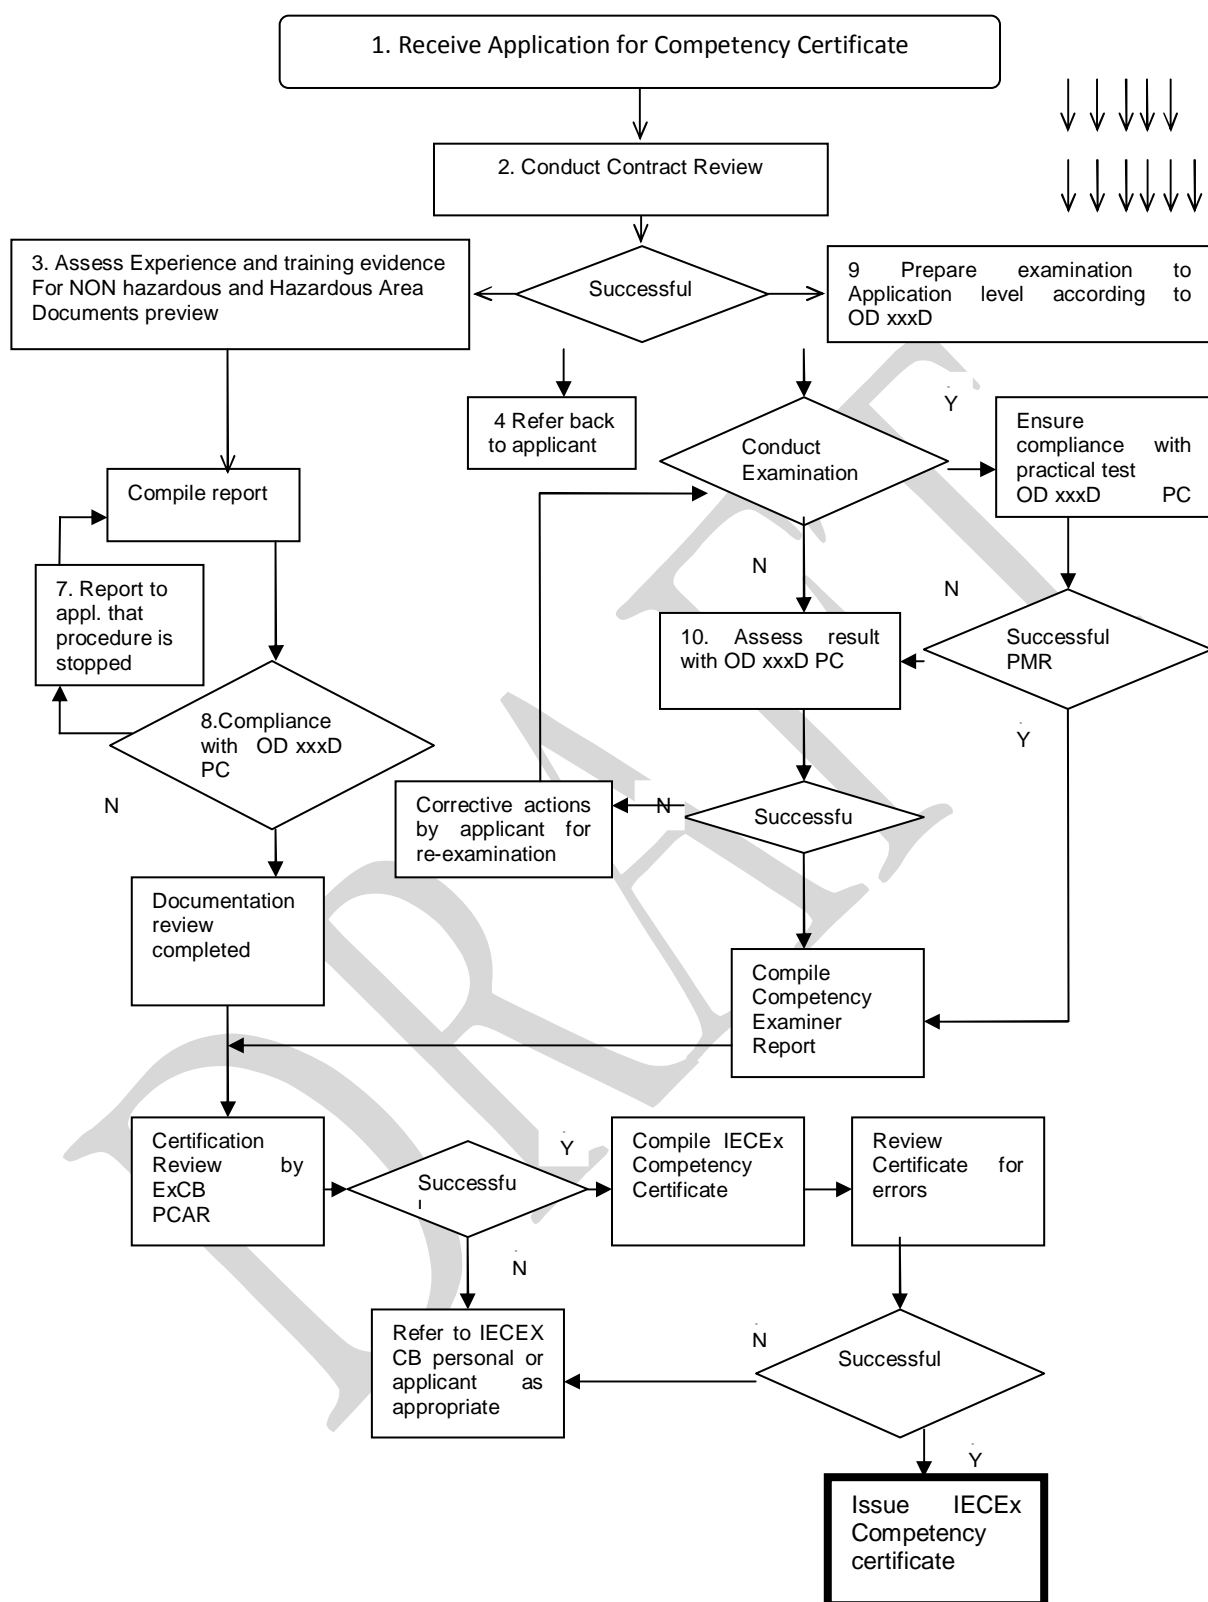 1. Receive Application for Competency Certificate
2. Conduct Contract Review
3. Assess Experience and training evidence
For NON hazardous and Hazardous Area
Documents preview
Successful
9 Prepare examination to
Application level according to
OD xxxD
4 Refer back
to applicant
Y
Conduct
Examination
Ensure
compliance with
practical test
OD xxxD PC
Compile report
N
N
7. Report to
appl. that
procedure is
stopped
10. Assess result
with OD xxxD PC
Successful
PMR
8.Compliance
with OD xxxD
PC
Y
N
Corrective actions
by applicant for
re-examination
N
Successfu
Documentation
review
completed
Compile
Competency
Examiner
Report
Certification
Review by
ExCB
PCAR
Successfu
l
Y
Compile IECEx
Competency
Certificate
Review
Certificate for
errors
N
Refer to IECEX
CB personal or
applicant as
appropriate
N
Successful
Y
Issue IECEx
Competency
certificate
DRAFT